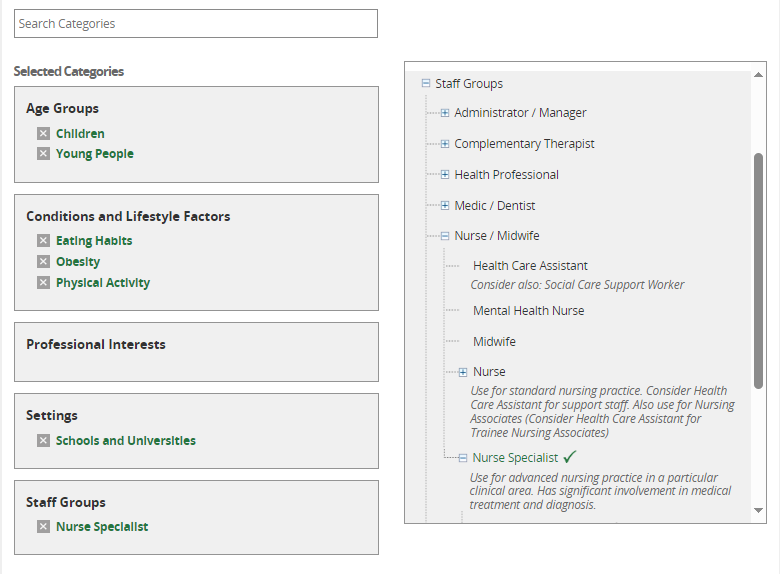 Search Categories
Selected Categories
Age Groups
Children
Young People
Conditions and Lifestyle Factors
Eating Habits
Obesity
Physical Activity
Professional Interests
Settings
Schools and Universities
Staff Groups
Nurse Specialist
Staff Groups
Administrator / Manager
Complementary Therapist
Health Professional
Medic / Dentist
Nurse / Midwife
Health Care Assistant
Consider also: Social Care Support Worker
Mental Health Nurse
Midwife
Nurse
Use for standard nursing practice. Consider Health
Care Assistant for support staff. Also use for Nursing
Associates (Consider Health Care Assistant for
Trainee Nursing Associates)
Nurse Specialist
Use for advanced nursing practice in a particular
clinical area. Has significant involvement in medical
treatment and diagnosis.